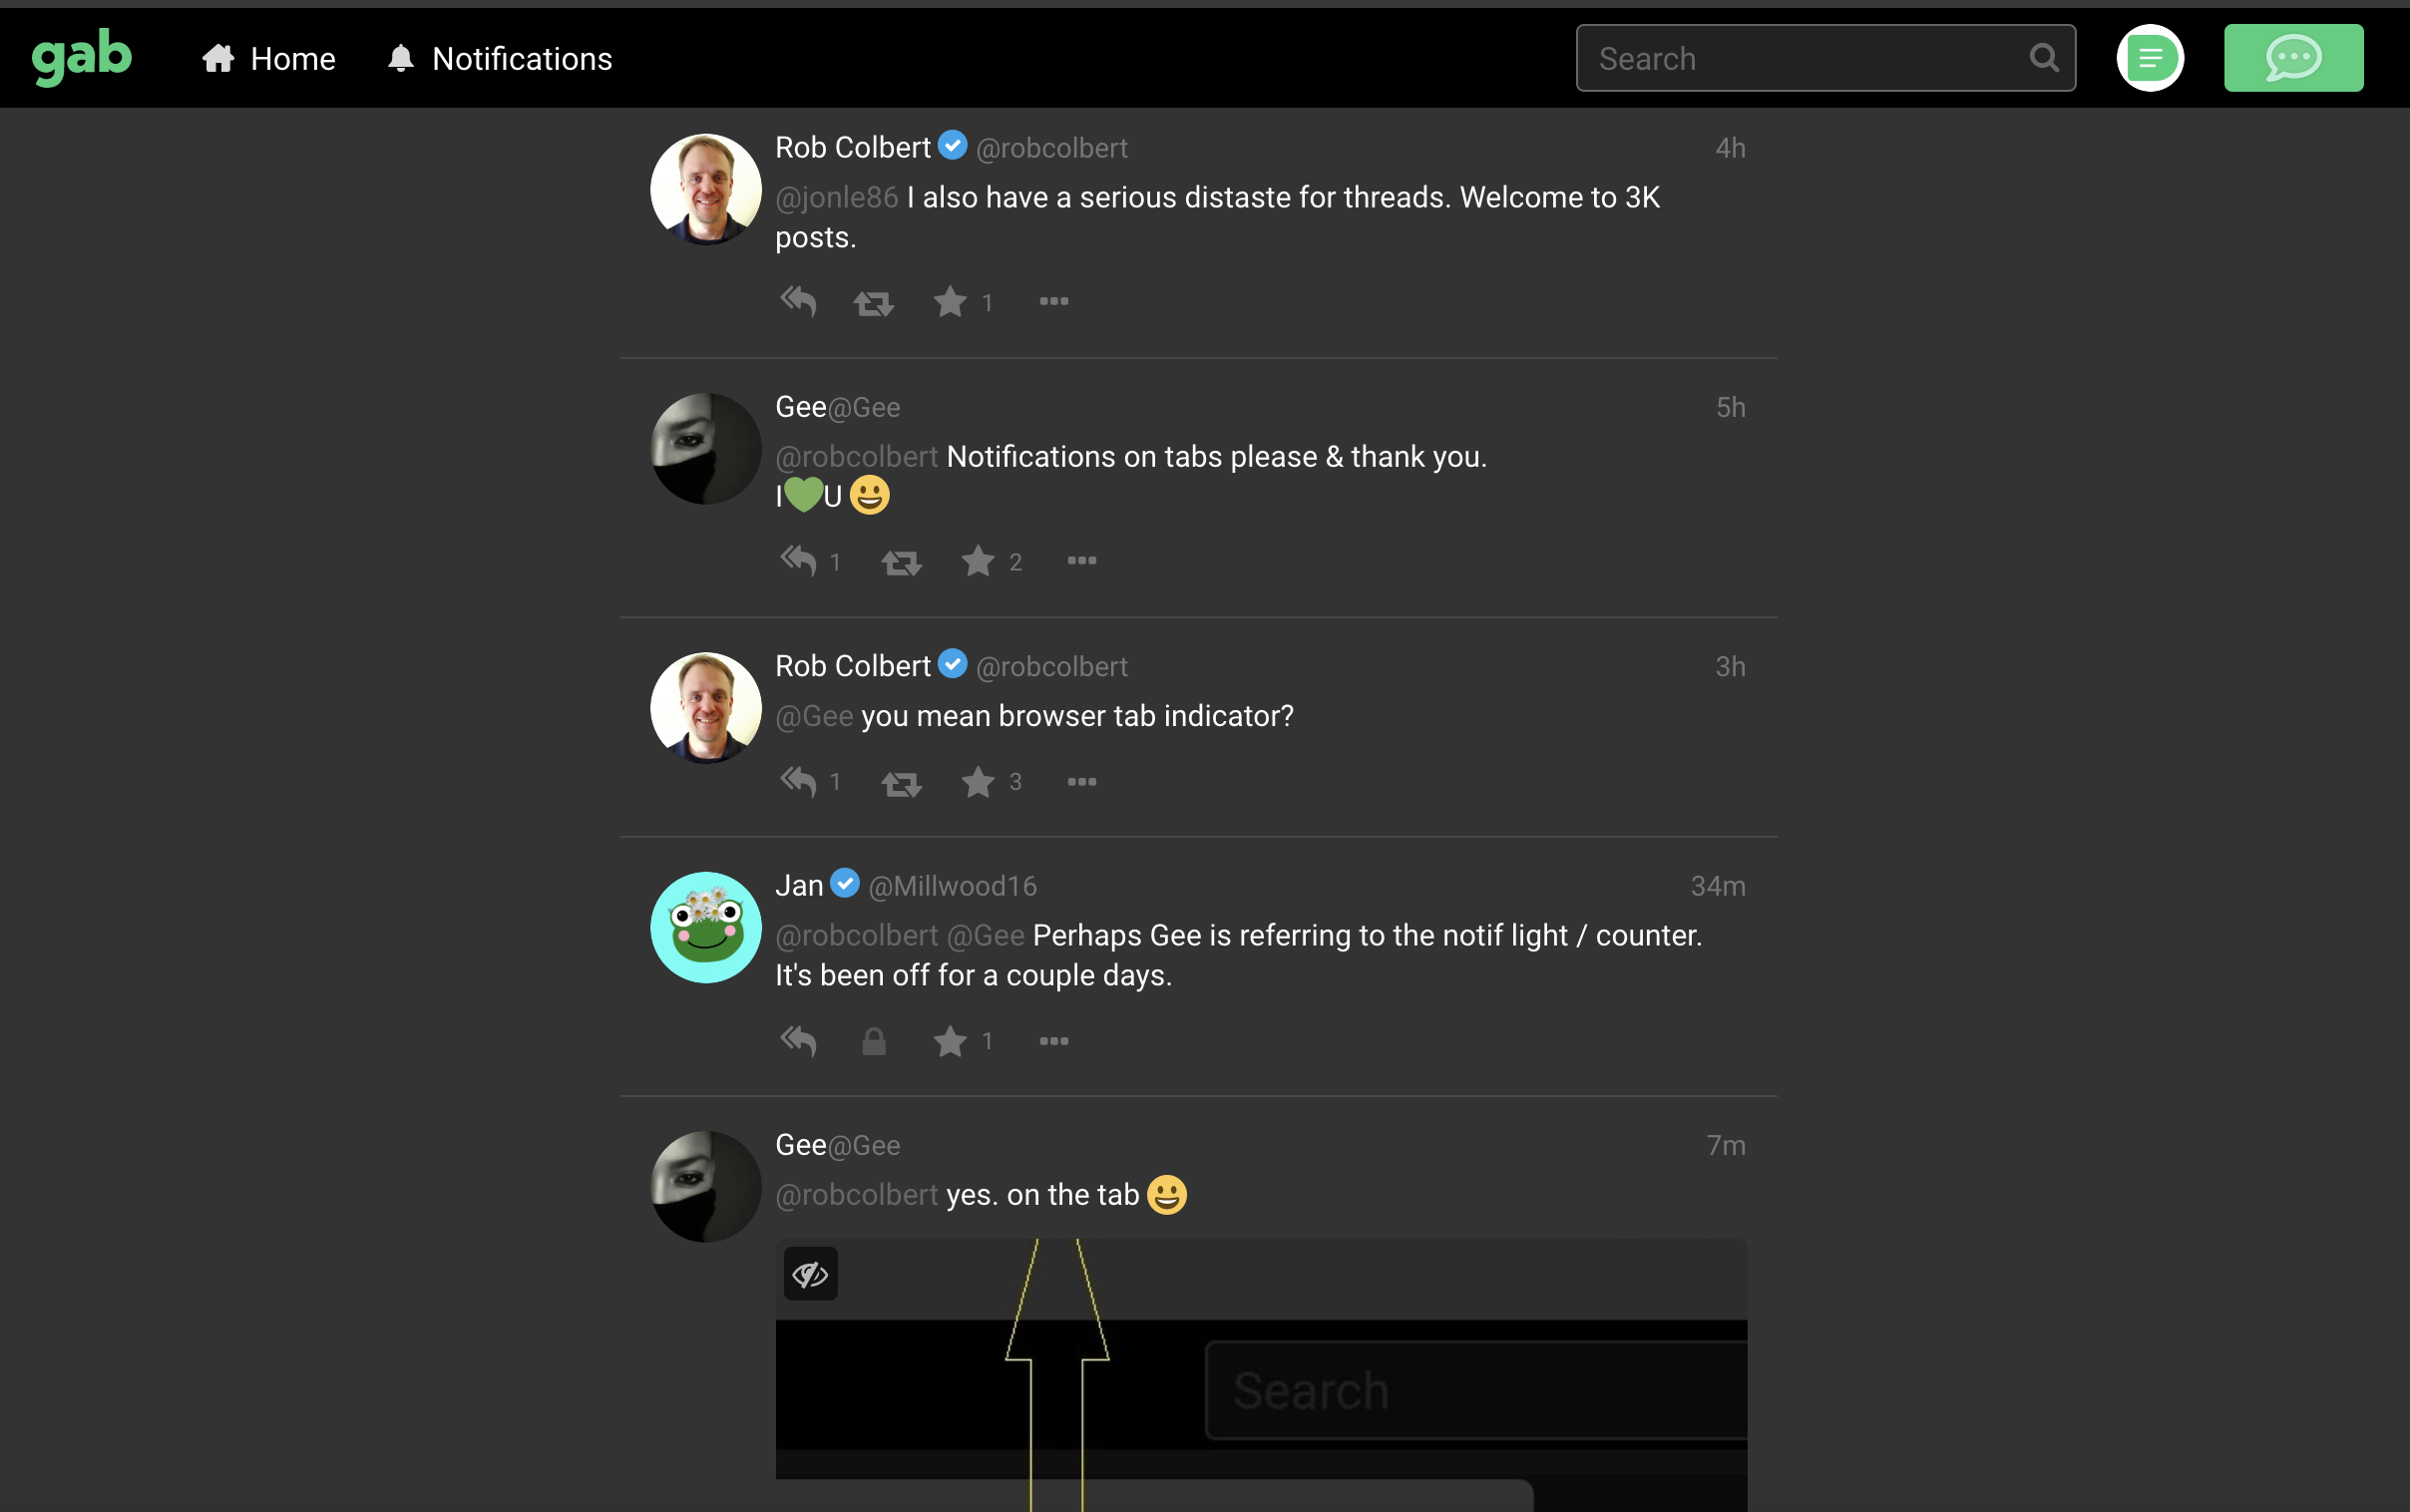 gab Home Notifications Search
Rob Colbert @robcolbert 4h
@jonle86 I also have a serious distaste for threads. Welcome to 3K
posts.
1
Gee@Gee 5h
@robcolbert Notifications on tabs please & thank you.
I💚U 😀
1 2
Rob Colbert @robcolbert 3h
@Gee you mean browser tab indicator?
1 3
Jan @Millwood16 34m
@robcolbert @Gee Perhaps Gee is referring to the notif light / counter.
It's been off for a couple days.
1
Gee@Gee 7m
@robcolbert yes. on the tab 😀
Search